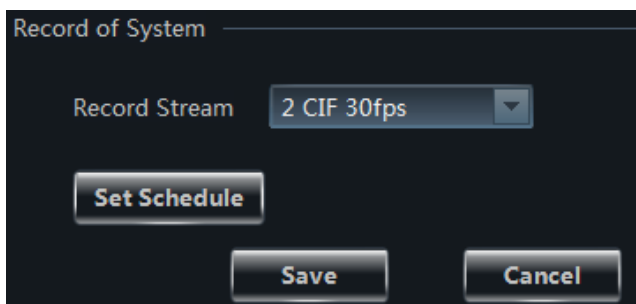 Record of System
Record Stream 2 CIF 30fps
Set Schedule
Save Cancel